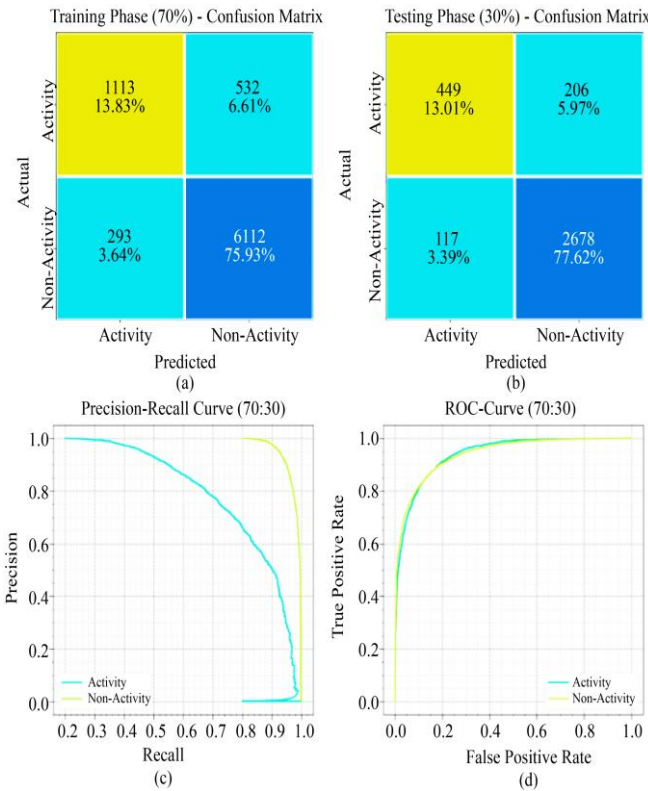 Training Phase (70%) - Confusion Matrix
Actual
Activity
Non-Activity
1113
13.83%
532
6.61%
293
3.64%
6112
75.93%
Activity
Non-Activity
Predicted
(a)
Testing Phase (30%) - Confusion Matrix
Actual
Activity
Non-Activity
449
13.01%
206
5.97%
117
3.39%
2678
77.62%
Activity
Non-Activity
Predicted
(b)
Precision-Recall Curve (70:30)
Precision
1.0
0.8
0.6
0.4
0.2
0.0
Activity
Non-Activity
0.2 0.3 0.4 0.5 0.6 0.7 0.8 0.9 1.0
Recall
(c)
ROC-Curve (70:30)
True Positive Rate
1.0
0.8
0.6
0.4
0.2
0.0
Activity
Non-Activity
0.0 0.2 0.4 0.6 0.8 1.0
False Positive Rate
(d)